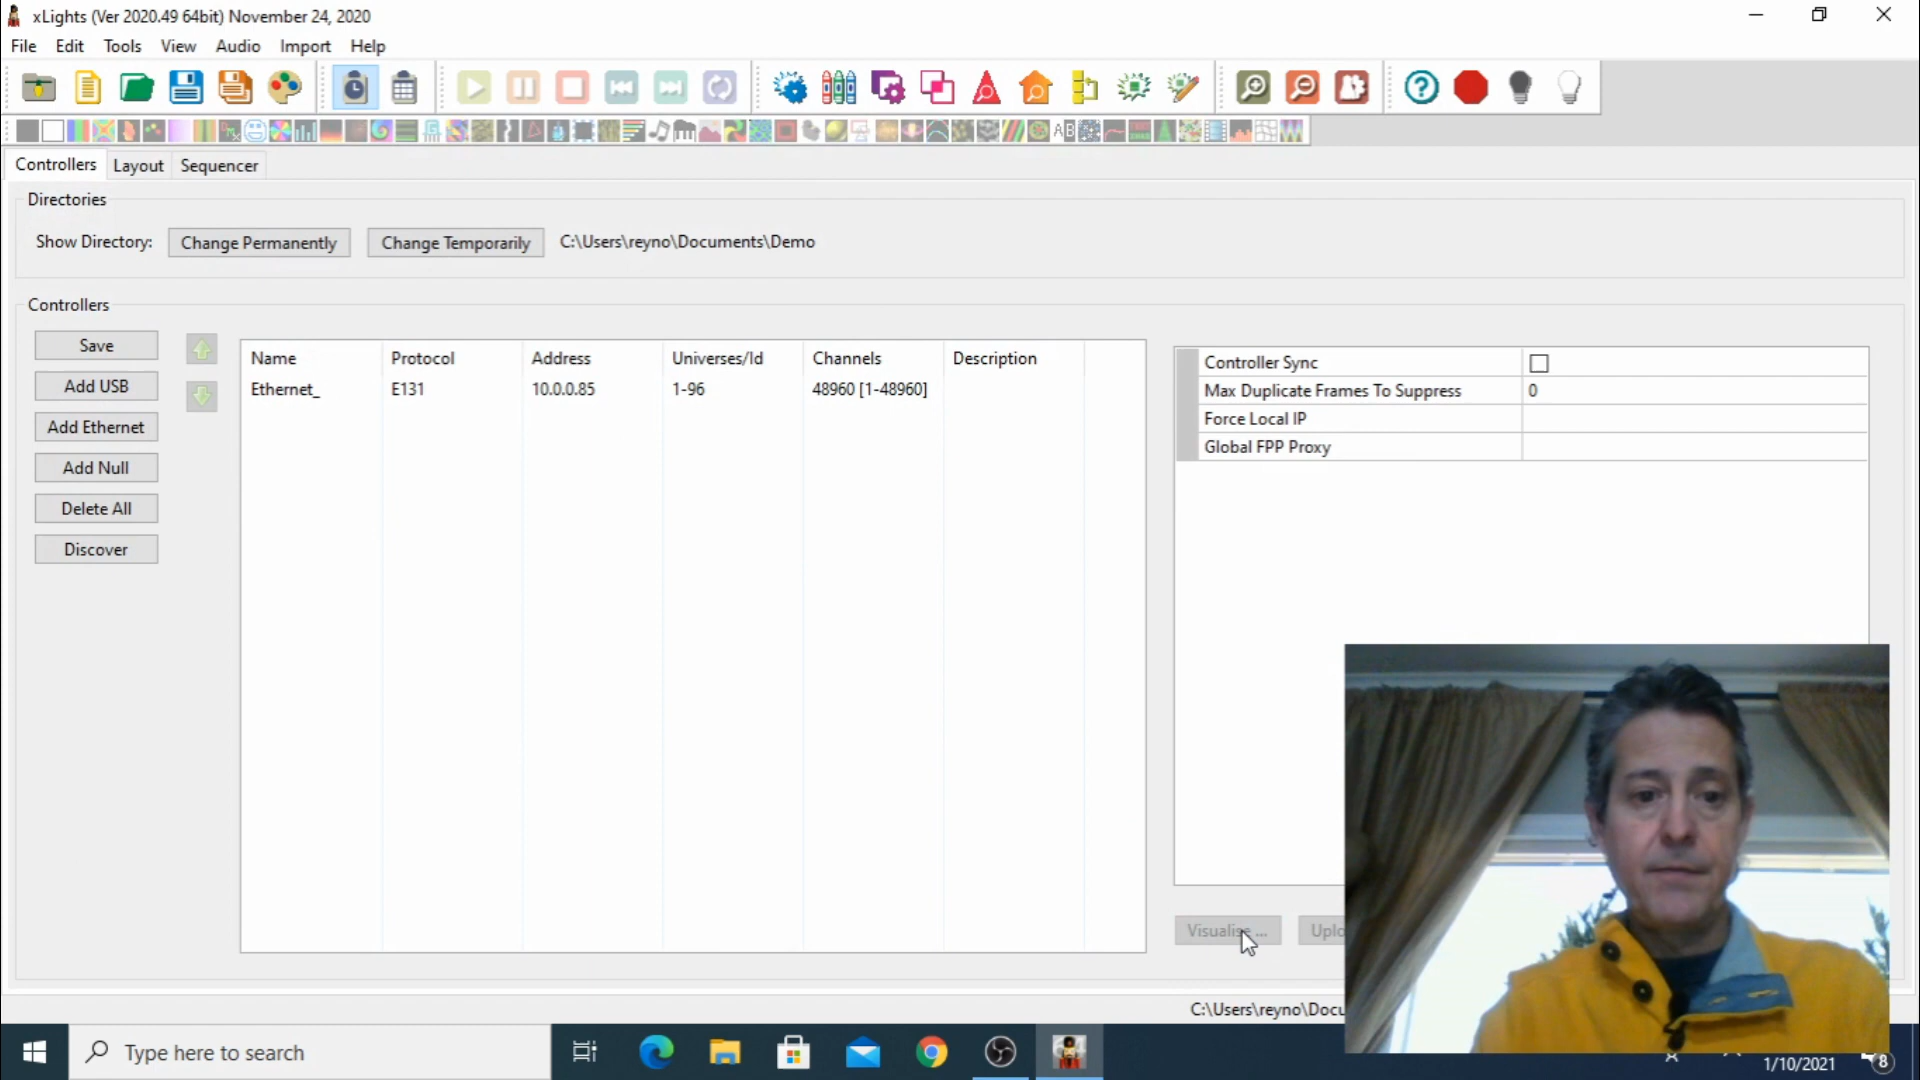 xLights (Ver 2020.49 64bit) November 24, 2020
File Edit Tools View Audio Import Help
Controllers Layout Sequencer
Directories
Show Directory: Change Permanently Change Temporarily C:\Users\reyno\Documents\Demo
Controllers
Save
Add USB
Add Ethernet
Add Null
Delete All
Discover
Name Protocol Address Universes/Id Channels Description
Ethernet_ E131 10.0.0.85 1-96 48960 [1-48960]
Controller Sync
Max Duplicate Frames To Suppress 0
Force Local IP
Global FPP Proxy
Visualise ... Uplo
C:\Users\reyno\Docu
Type here to search
1/10/2021 8